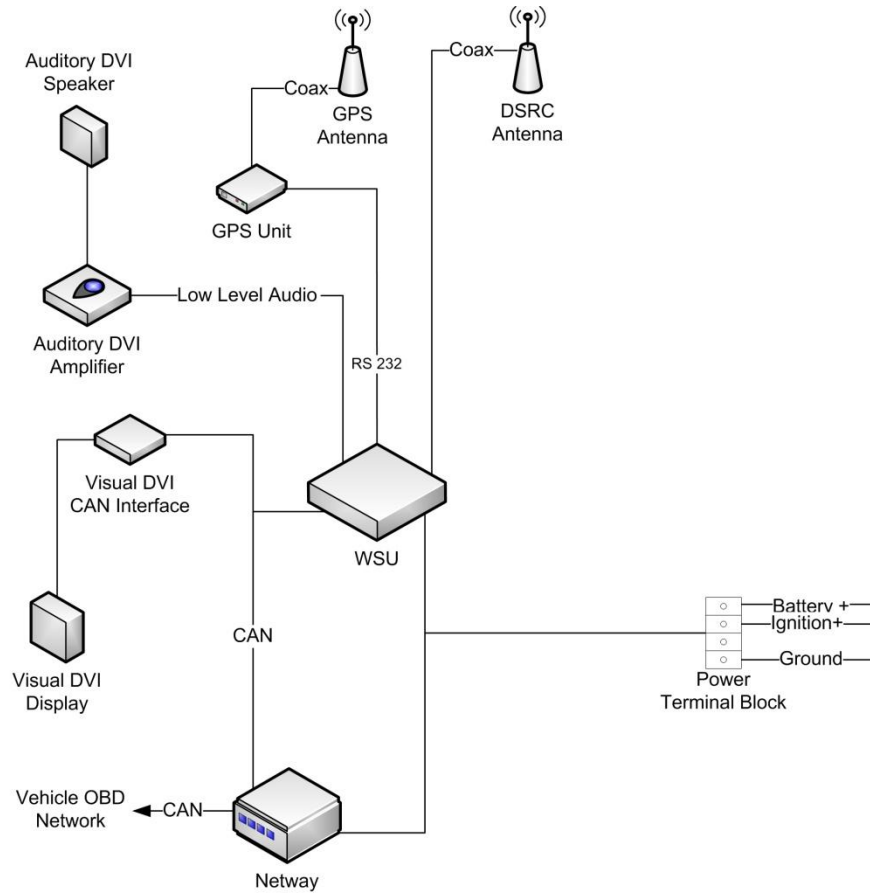 Auditory DVI
Speaker
Coax
GPS
Antenna
Coax
DSRC
Antenna
GPS Unit
Low Level Audio
Auditory DVI
Amplifier
RS 232
Visual DVI
CAN Interface
WSU
CAN
Battery +
Ignition+
Ground
Power
Terminal Block
Visual DVI
Display
Vehicle OBD
Network
CAN
Netway